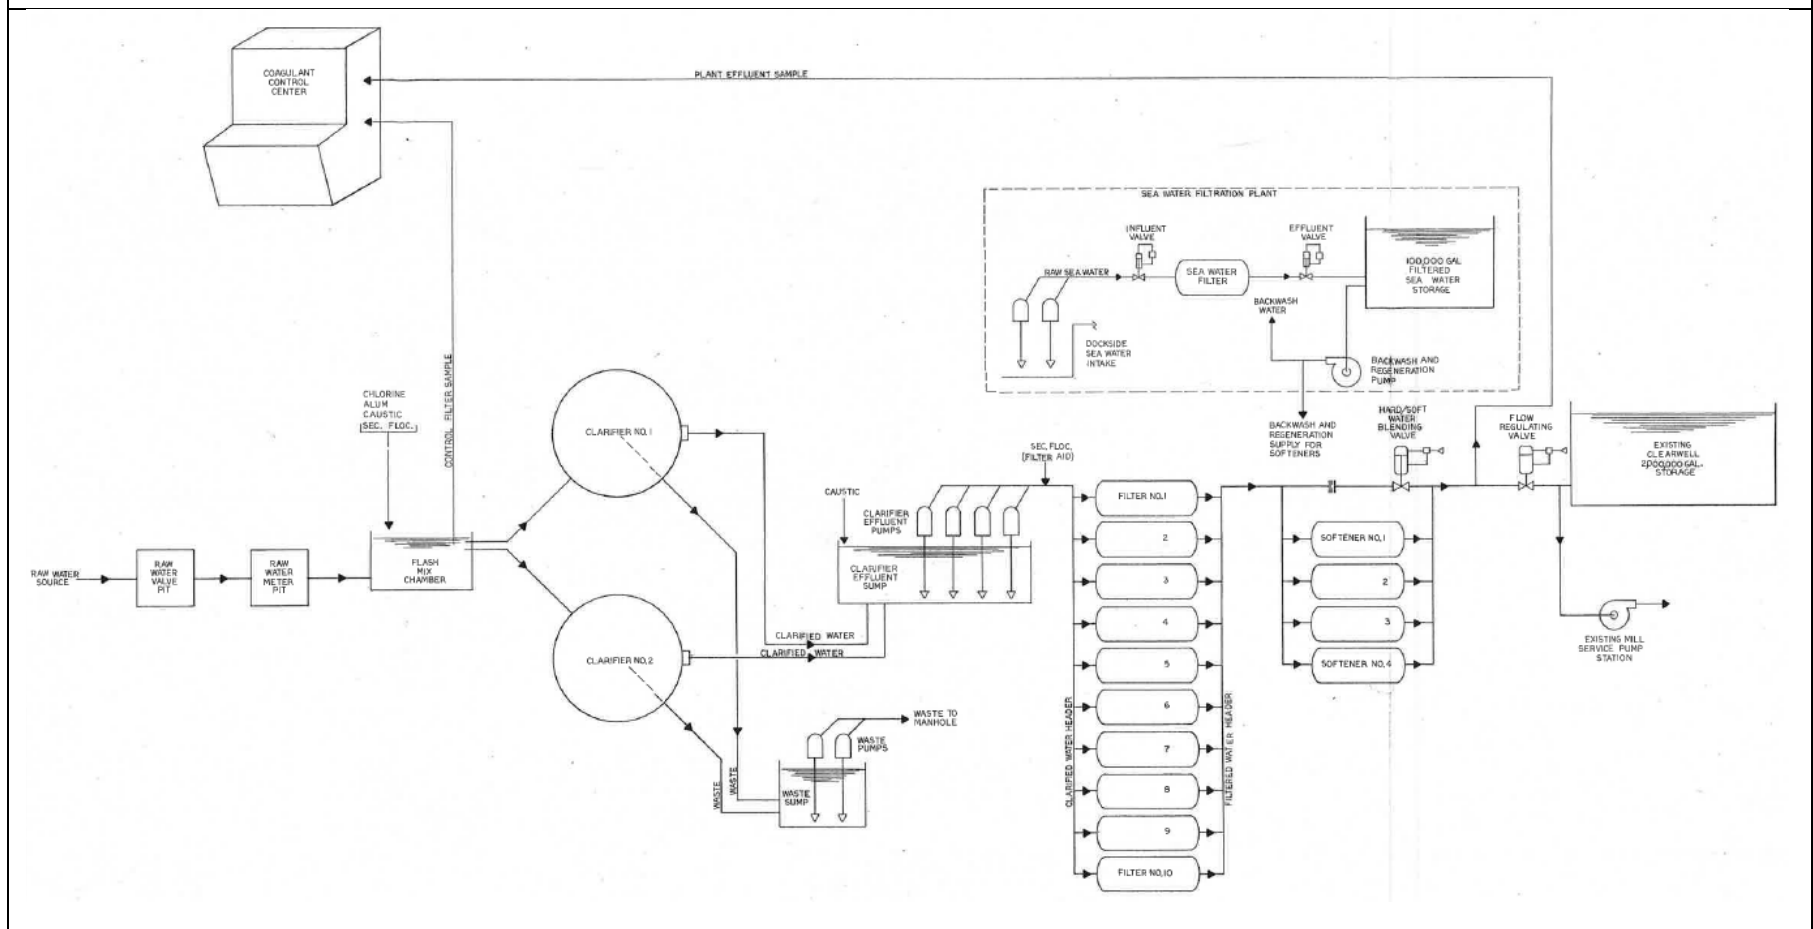 COAGULANT
CONTROL
CENTER
PLANT EFFLUENT SAMPLE
SEA WATER FILTRATION PLANT
INFLUENT
VALVE
EFFLUENT
VALVE
RAW SEA WATER
SEA WATER
FILTER
100,000 GAL
FILTERED
SEA WATER
STORAGE
BACKWASH
WATER
DOCKSIDE
SEA WATER
INTAKE
BACKWASH AND
REGENERATION
PUMP
BACKWASH AND
REGENERATION
SUPPLY FOR
SOFTENERS
HARD/SOFT
WATER
BLENDING
VALVE
FLOW
REGULATING
VALVE
EXISTING
CLEARWELL
2,000,000 GAL.
STORAGE
CHLORINE
ALUM
CAUSTIC
(SEC. FLOC.)
CONTROL FILTER SAMPLE
CLARIFIER NO. 1
SEC. FLOC.
(FILTER AID)
CAUSTIC
CLARIFIER
EFFLUENT
PUMPS
CLARIFIER
EFFLUENT
SUMP
RAW WATER
SOURCE
RAW
WATER
VALVE
PIT
RAW
WATER
METER
PIT
FLASH
MIX
CHAMBER
CLARIFIER NO. 2
CLARIFIED WATER
CLARIFIED WATER
WASTE TO
MANHOLE
WASTE
PUMPS
WASTE
WASTE
WASTE
SUMP
CLARIFIED WATER HEADER
FILTER NO. 1
2
3
4
5
6
7
8
9
FILTER NO. 10
FILTERED WATER HEADER
SOFTENER NO. 1
2
3
SOFTENER NO. 4
EXISTING MILL
SERVICE PUMP
STATION